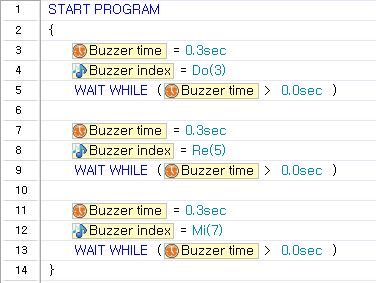 1 START PROGRAM
2 {
3 Buzzer time = 0.3sec
4 Buzzer index = Do(3)
5 WAIT WHILE ( Buzzer time > 0.0sec )
6
7 Buzzer time = 0.3sec
8 Buzzer index = Re(5)
9 WAIT WHILE ( Buzzer time > 0.0sec )
10
11 Buzzer time = 0.3sec
12 Buzzer index = Mi(7)
13 WAIT WHILE ( Buzzer time > 0.0sec )
14 }